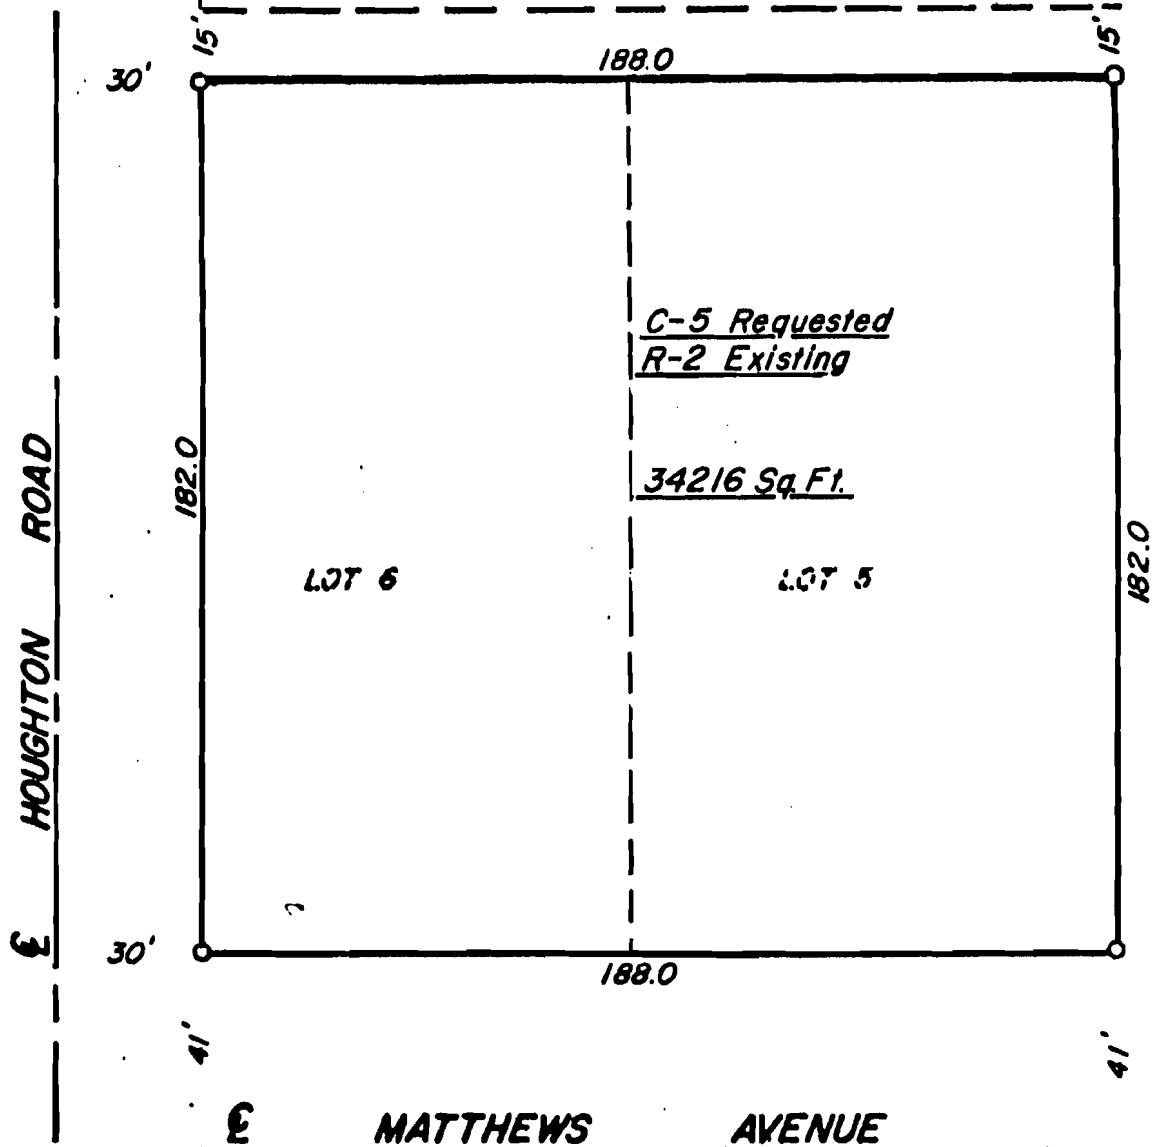 15' 15'
188.0
30'
C-5 Requested
R-2 Existing
182.0
34216 Sq. Ft.
182.0
LOT 6 LOT 5
℄ HOUGHTON ROAD
30'
188.0
41' 41'
℄ MATTHEWS AVENUE